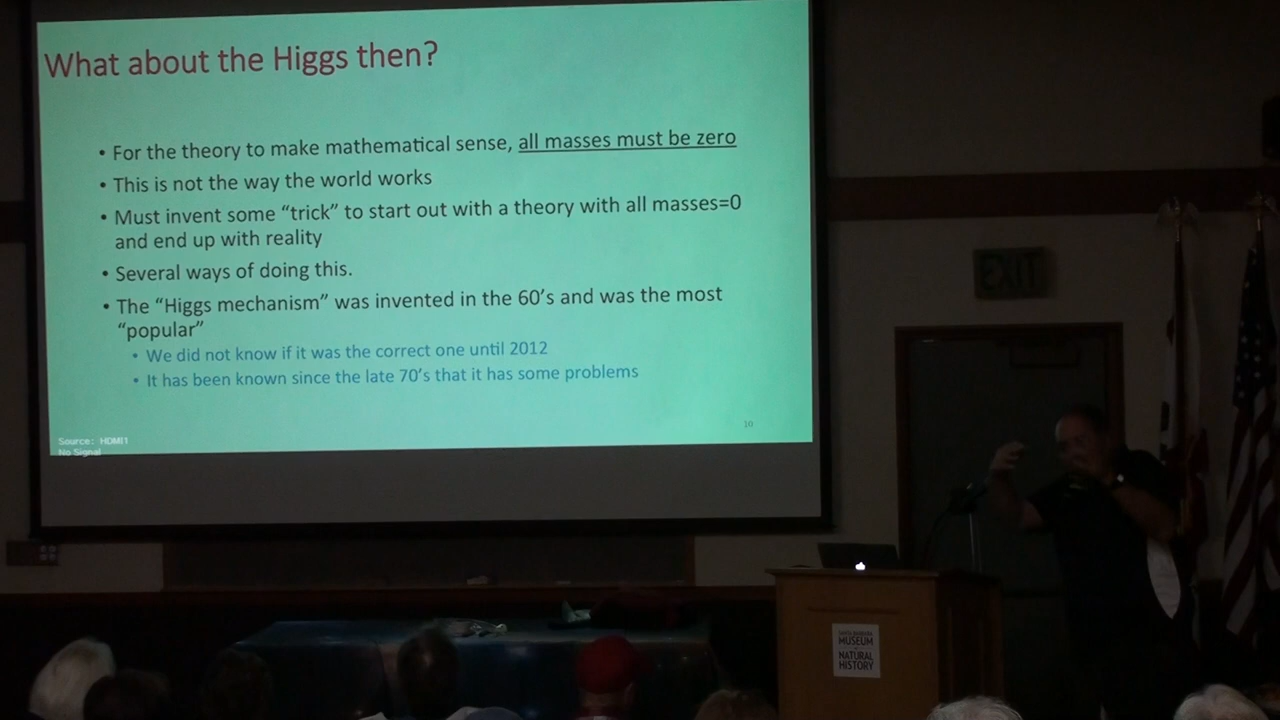 What about the Higgs then?
• For the theory to make mathematical sense, all masses must be zero
• This is not the way the world works
• Must invent some “trick” to start out with a theory with all masses=0
and end up with reality
• Several ways of doing this.
• The “Higgs mechanism” was invented in the 60’s and was the most
“popular”
• We did not know if it was the correct one until 2012
• It has been known since the late 70’s that it has some problems
10
Source: HDMI1
No Signal
EXIT
SANTA BARBARA
MUSEUM
NATURAL
HISTORY